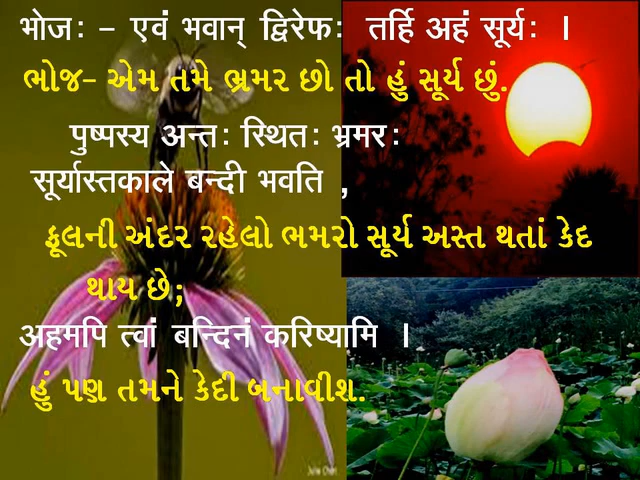 भोजः - एवं भवान् द्विरेफः तर्हि अहं सूर्यः ।
ભોજ- એમ તમે ભ્રમર છો તો હું સૂર્ય છું.
पुष्पस्य अन्तः स्थितः भ्रमरः
सूर्यास्तकाले बन्दी भवति ,
ફૂલની અંદર રહેલો ભમરો સૂર્ય અસ્ત થતાં કેદ
થાય છે;
अहमपि त्वां बन्दिनं करिष्यामि ।
હું પણ તમને કેદી બનાવીશ.